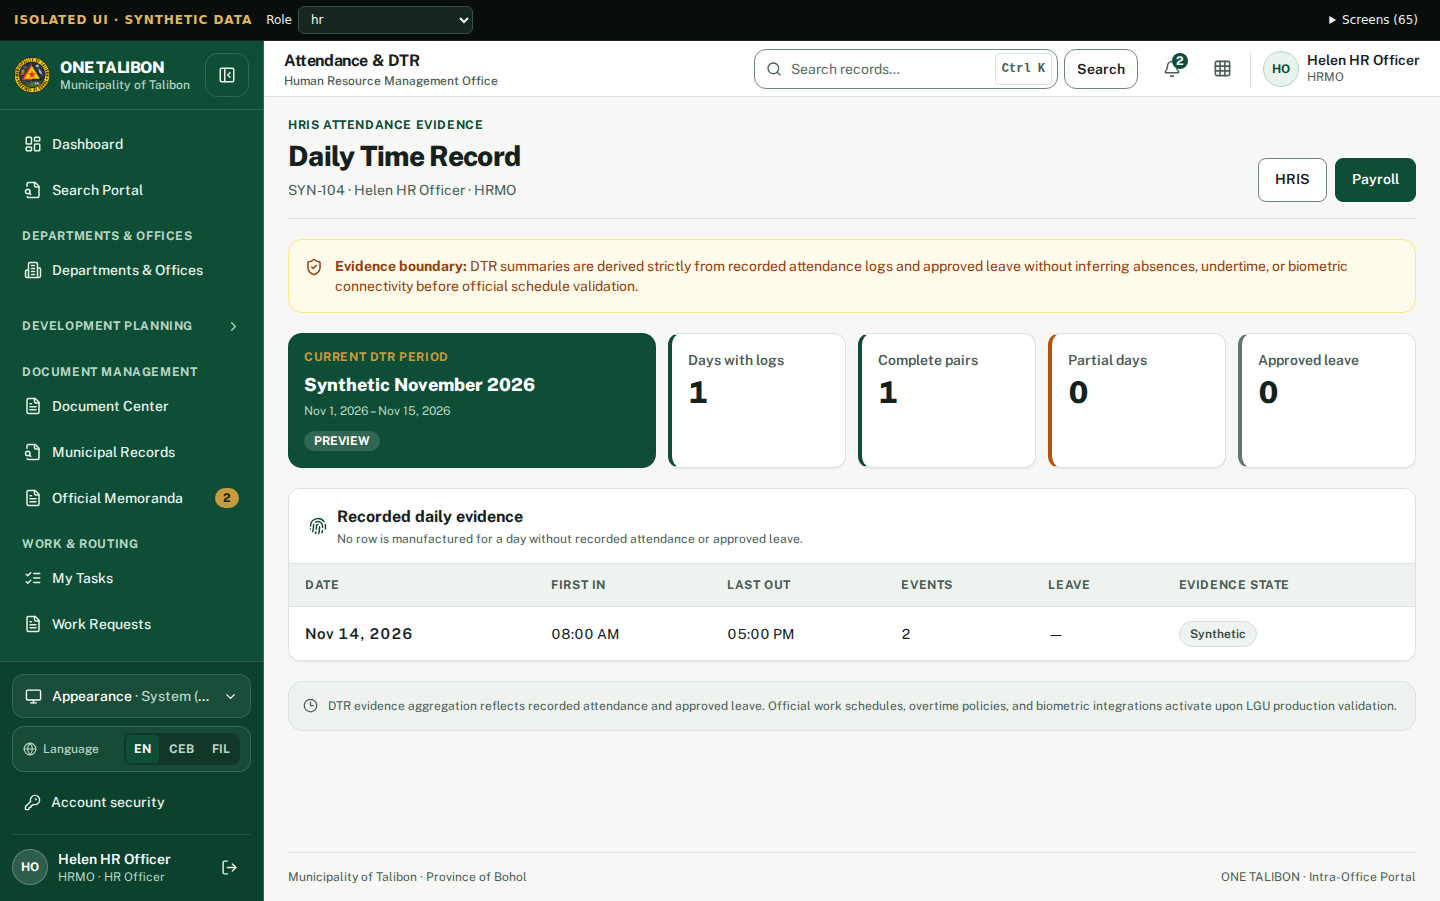 ISOLATED UI · SYNTHETIC DATA Role hr Screens (65)
ONE TALIBON
Municipality of Talibon
Attendance & DTR
Human Resource Management Office
Search records... Ctrl K Search
2
HO Helen HR Officer
HRMO
Dashboard
Search Portal
DEPARTMENTS & OFFICES
Departments & Offices
DEVELOPMENT PLANNING
DOCUMENT MANAGEMENT
Document Center
Municipal Records
Official Memoranda 2
WORK & ROUTING
My Tasks
Work Requests
Appearance · System (...
Language EN CEB FIL
Account security
HO Helen HR Officer
HRMO · HR Officer
HRIS ATTENDANCE EVIDENCE
Daily Time Record
SYN-104 · Helen HR Officer · HRMO
HRIS Payroll
Evidence boundary: DTR summaries are derived strictly from recorded attendance logs and approved leave without inferring absences, undertime, or biometric
connectivity before official schedule validation.
CURRENT DTR PERIOD
Synthetic November 2026
Nov 1, 2026 – Nov 15, 2026
PREVIEW
Days with logs
1
Complete pairs
1
Partial days
0
Approved leave
0
Recorded daily evidence
No row is manufactured for a day without recorded attendance or approved leave.
DATE FIRST IN LAST OUT EVENTS LEAVE EVIDENCE STATE
Nov 14, 2026 08:00 AM 05:00 PM 2 — Synthetic
DTR evidence aggregation reflects recorded attendance and approved leave. Official work schedules, overtime policies, and biometric integrations activate upon LGU production validation.
Municipality of Talibon · Province of Bohol
ONE TALIBON · Intra-Office Portal